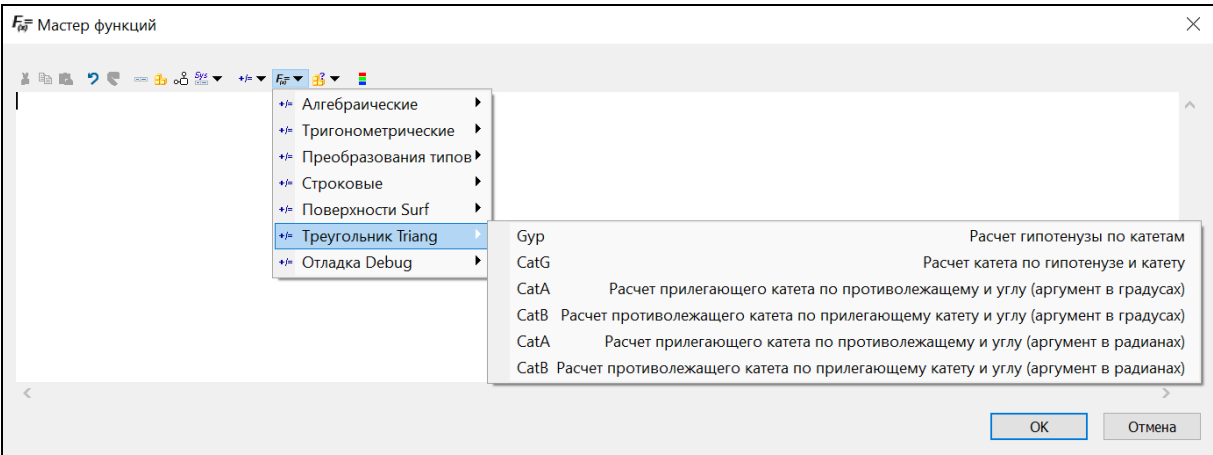 F(x)= Мастер функций
Sys +/= F(x)= ?
+/= Алгебраические
+/= Тригонометрические
+/= Преобразования типов
+/= Строковые
+/= Поверхности Surf
+/= Треугольник Triang
+/= Отладка Debug
Gyp Расчет гипотенузы по катетам
CatG Расчет катета по гипотенузе и катету
CatA Расчет прилегающего катета по противолежащему и углу (аргумент в градусах)
CatB Расчет противолежащего катета по прилегающему катету и углу (аргумент в градусах)
CatA Расчет прилегающего катета по противолежащему и углу (аргумент в радианах)
CatB Расчет противолежащего катета по прилегающему катету и углу (аргумент в радианах)
OK Отмена